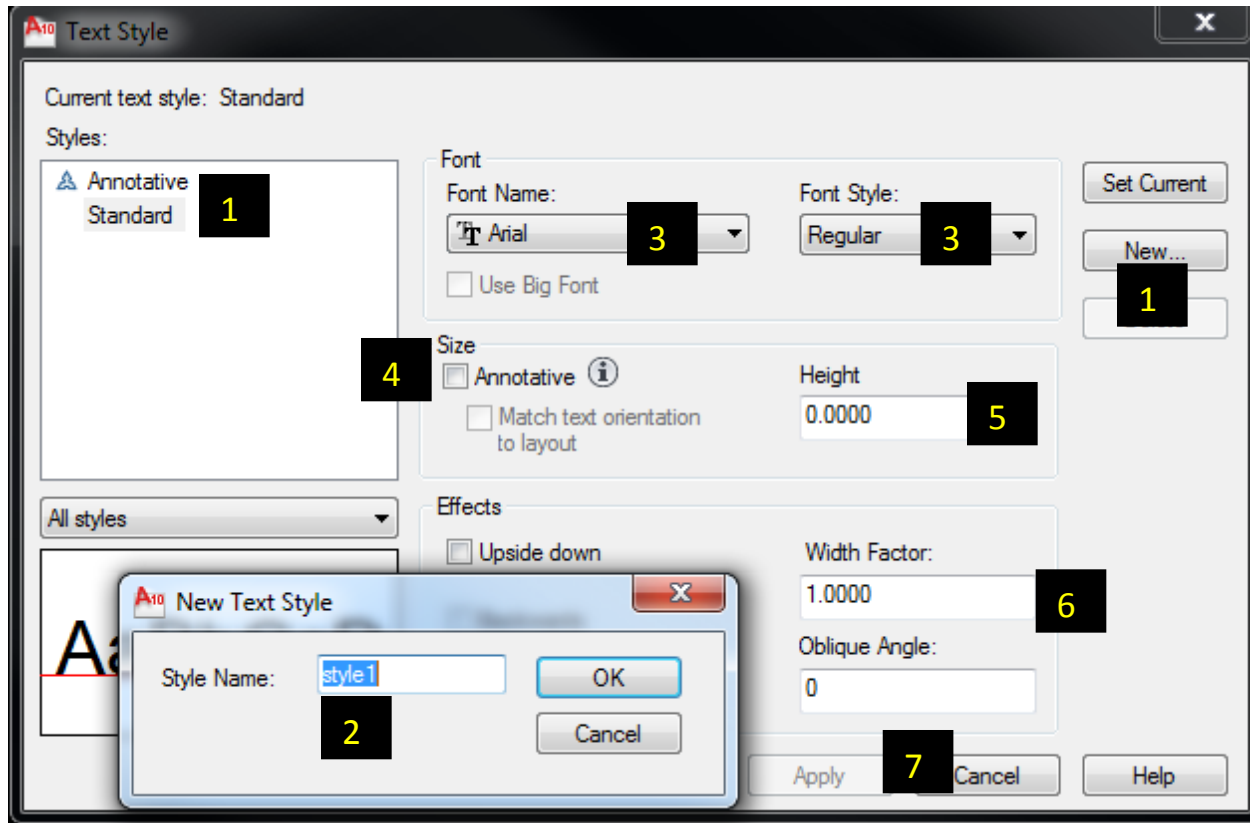 A10 Text Style X
Current text style: Standard
Styles:
Annotative
Standard
1
Font
Font Name:
Arial
3
Use Big Font
Font Style:
Regular
3
Set Current
New...
1
Size
4
Annotative
Match text orientation
to layout
Height
0.0000
5
All styles
Effects
Upside down
Width Factor:
1.0000
6
Oblique Angle:
0
A10 New Text Style X
Style Name:
style1
2
OK
Cancel
Apply
7
Cancel
Help